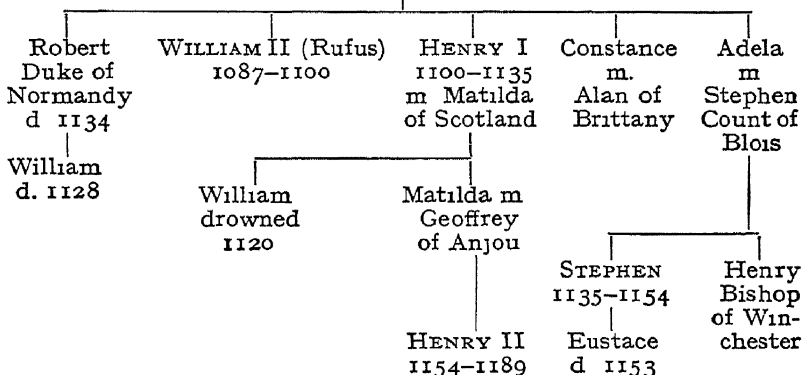 Robert
Duke of
Normandy
d 1134
WILLIAM II (Rufus)
1087–1100
HENRY I
1100–1135
m Matilda
of Scotland
Constance
m.
Alan of
Brittany
Adela
m
Stephen
Count of
Blois
William
d. 1128
William
drowned
1120
Matilda m
Geoffrey
of Anjou
STEPHEN
1135–1154
Henry
Bishop
of Win-
chester
HENRY II
1154–1189
Eustace
d 1153